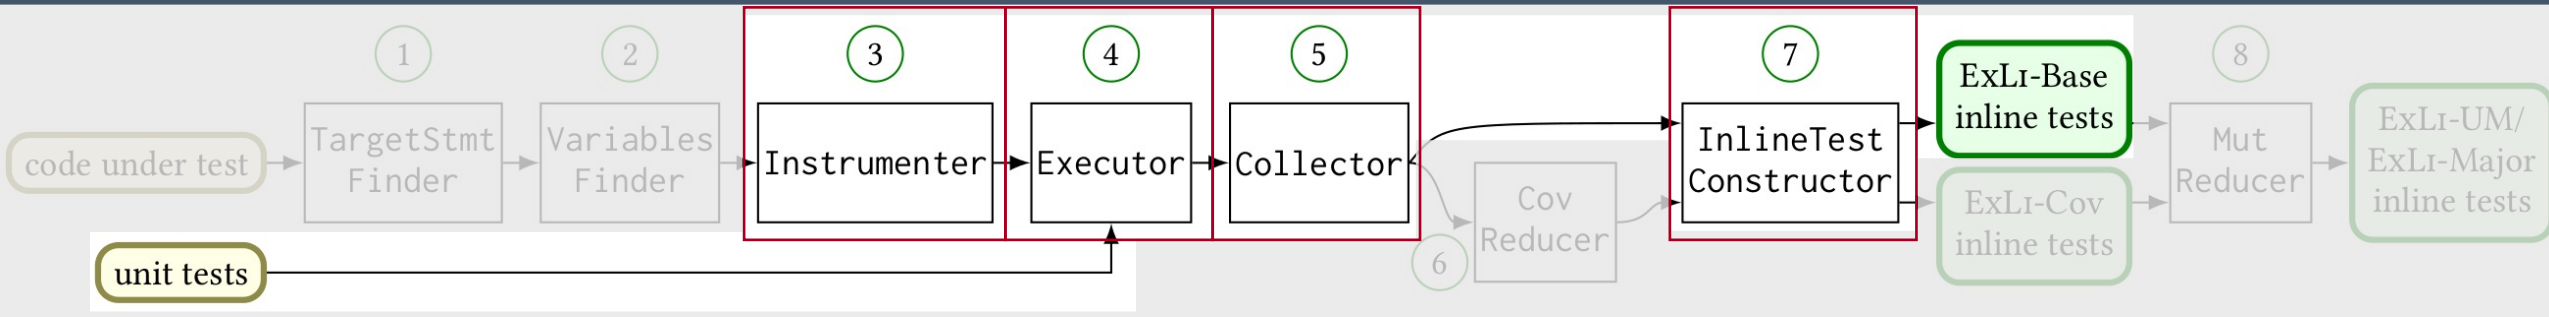 1
2
3
4
5
7
8
code under test
TargetStmt
Finder
Variables
Finder
Instrumenter
Executor
Collector
6
Cov
Reducer
InlineTest
Constructor
EXLI-Base
inline tests
EXLI-Cov
inline tests
Mut
Reducer
EXLI-UM/
EXLI-Major
inline tests
unit tests